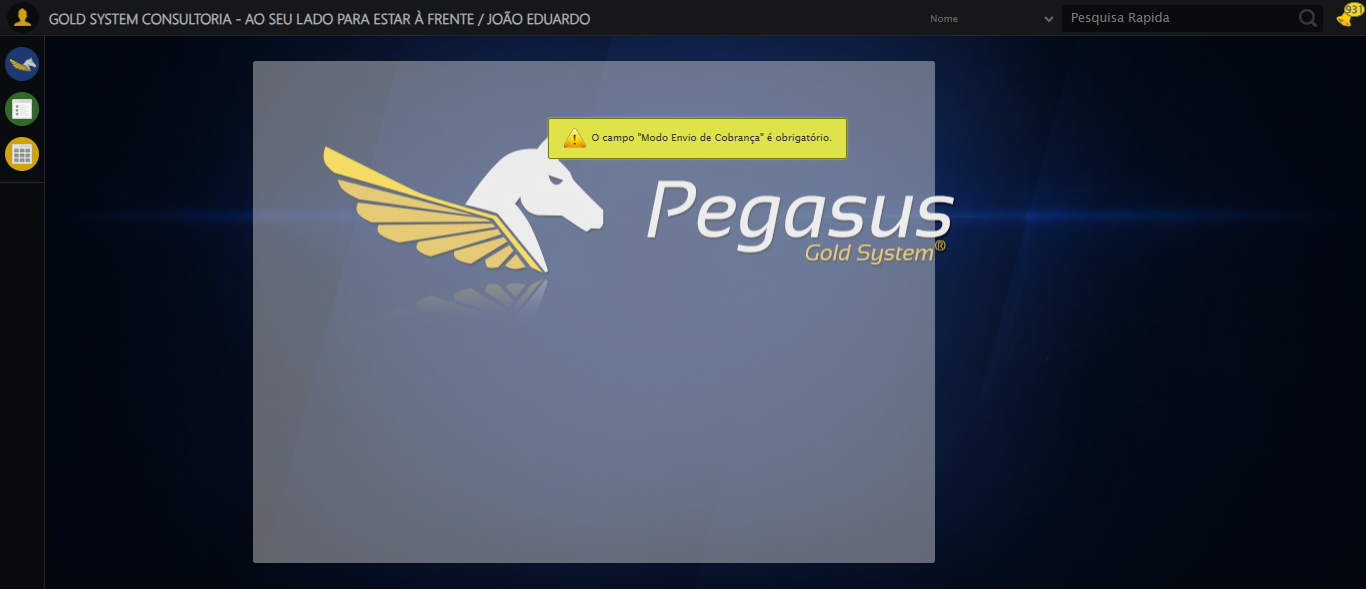 GOLD SYSTEM CONSULTORIA - AO SEU LADO PARA ESTAR À FRENTE / JOÃO EDUARDO
Nome
Pesquisa Rapida
931
O campo "Modo Envio de Cobrança" é obrigatório.
Pegasus
Gold System®